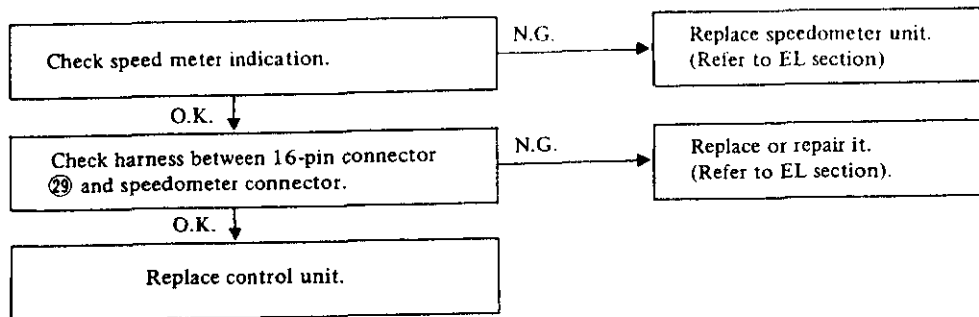 Check speed meter indication.
N.G.
Replace speedometer unit.
(Refer to EL section)
O.K.
Check harness between 16-pin connector
㉙ and speedometer connector.
N.G.
Replace or repair it.
(Refer to EL section).
O.K.
Replace control unit.